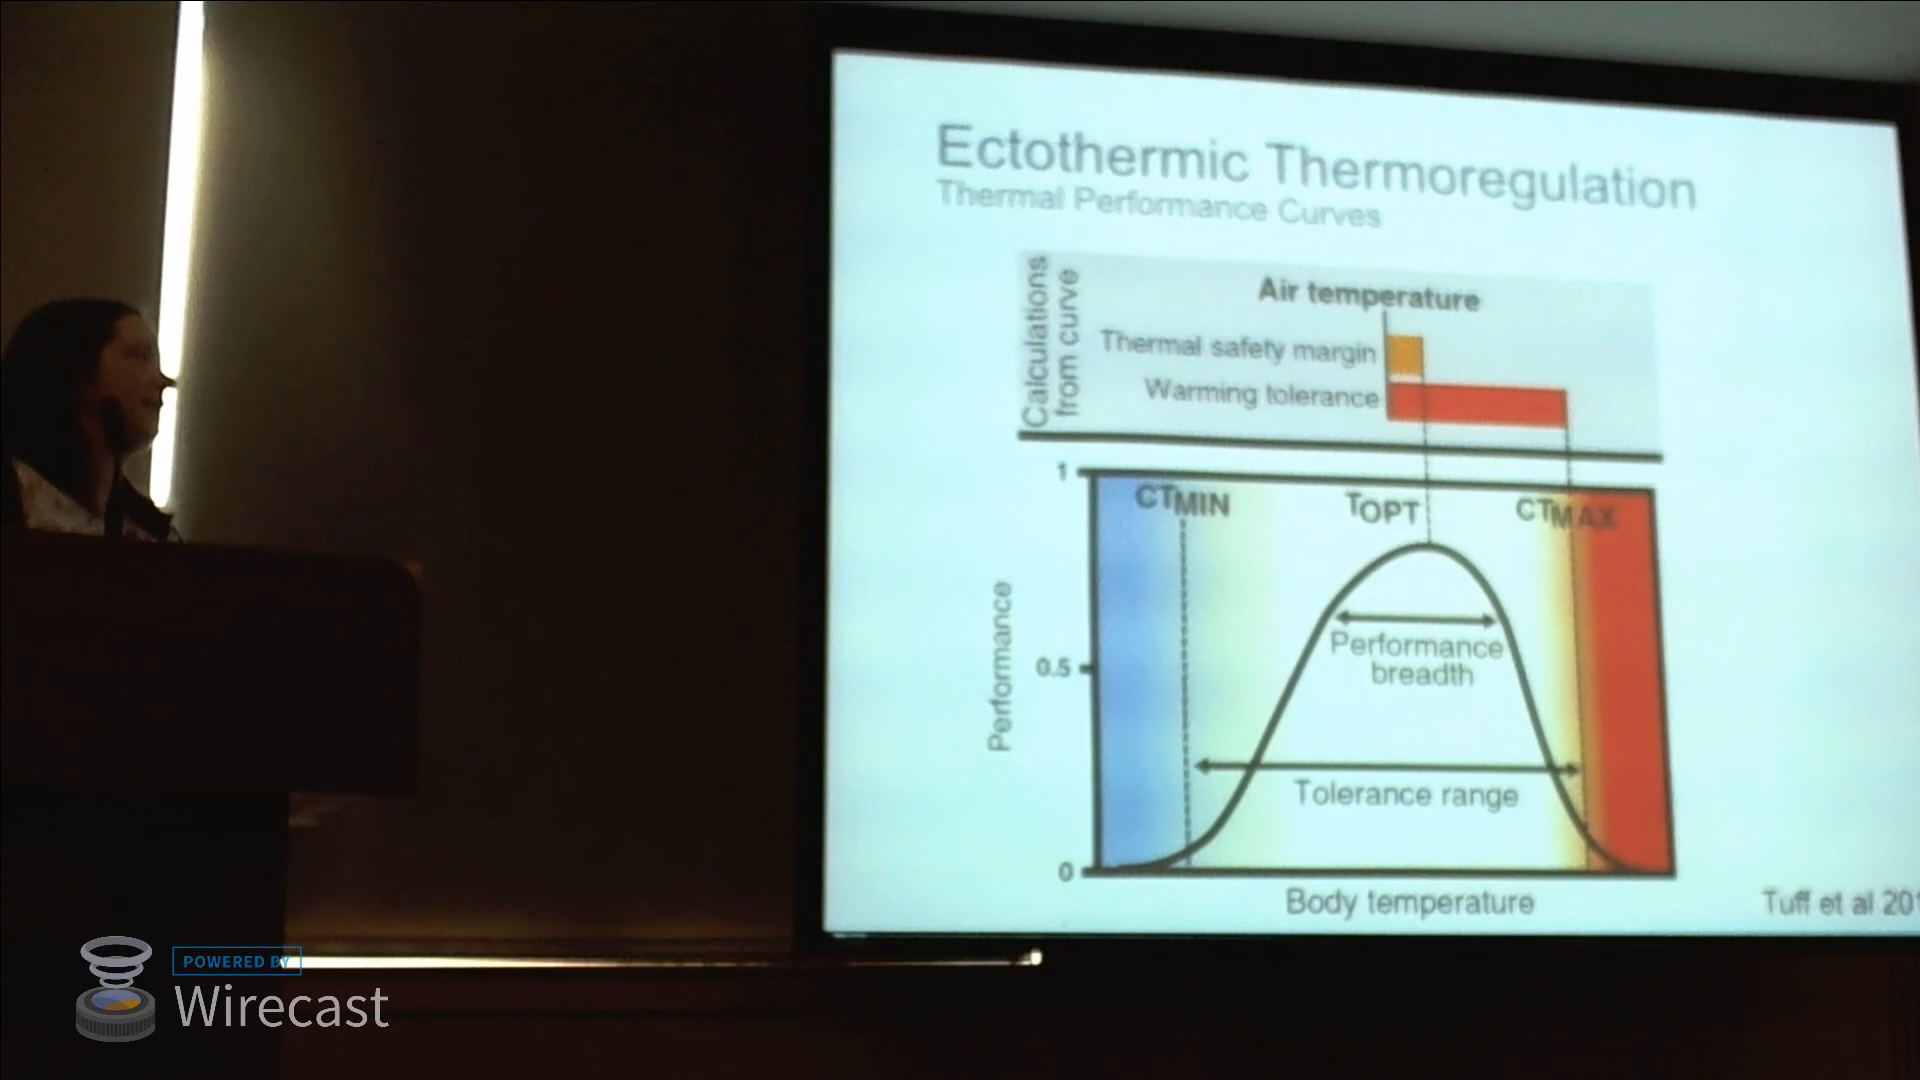 Ectothermic Thermoregulation
Thermal Performance Curves
Calculations
from curve
Air temperature
Thermal safety margin
Warming tolerance
1
CTMIN
TOPT
CTMAX
Performance
0.5
Performance
breadth
Tolerance range
0
Body temperature
Tuff et al 201
POWERED BY
Wirecast